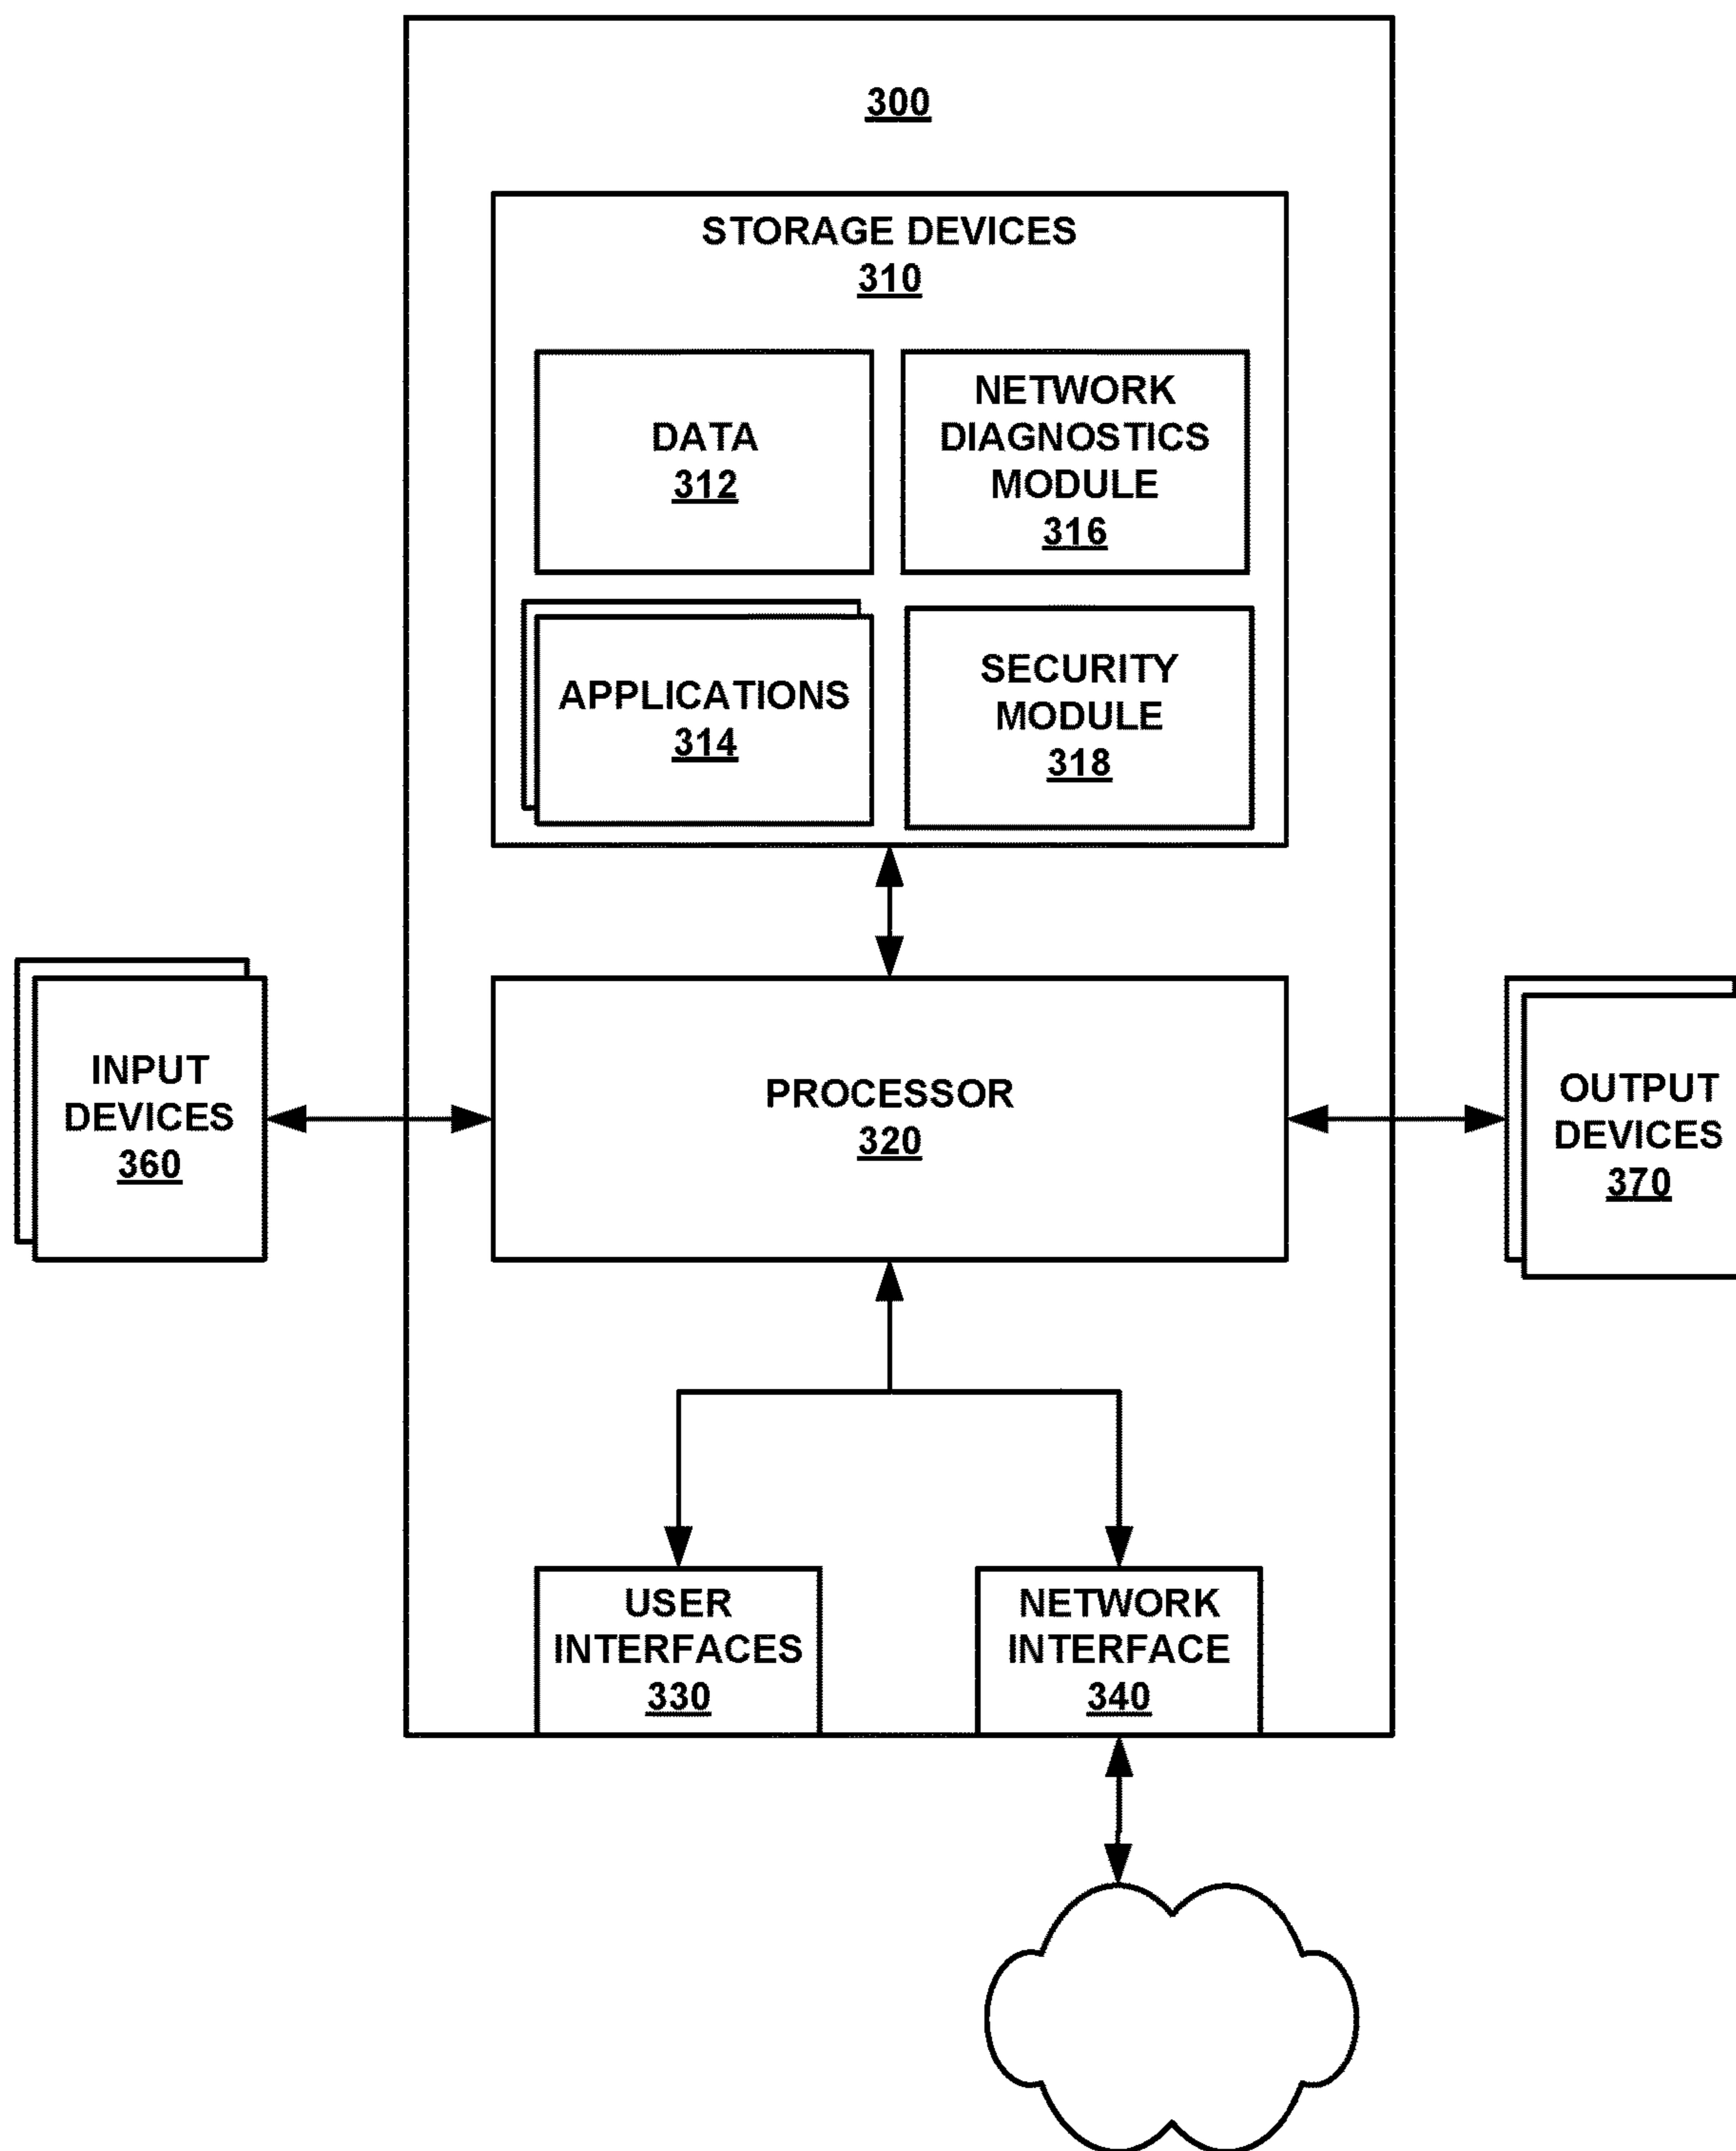 300
STORAGE DEVICES
310
DATA
312
NETWORK
DIAGNOSTICS
MODULE
316
APPLICATIONS
314
SECURITY
MODULE
318
INPUT
DEVICES
360
PROCESSOR
320
OUTPUT
DEVICES
370
USER
INTERFACES
330
NETWORK
INTERFACE
340